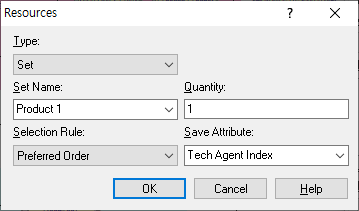 Resources ? ×
Type:
Set
Set Name: Quantity:
Product 1 1
Selection Rule: Save Attribute:
Preferred Order Tech Agent Index
OK Cancel Help